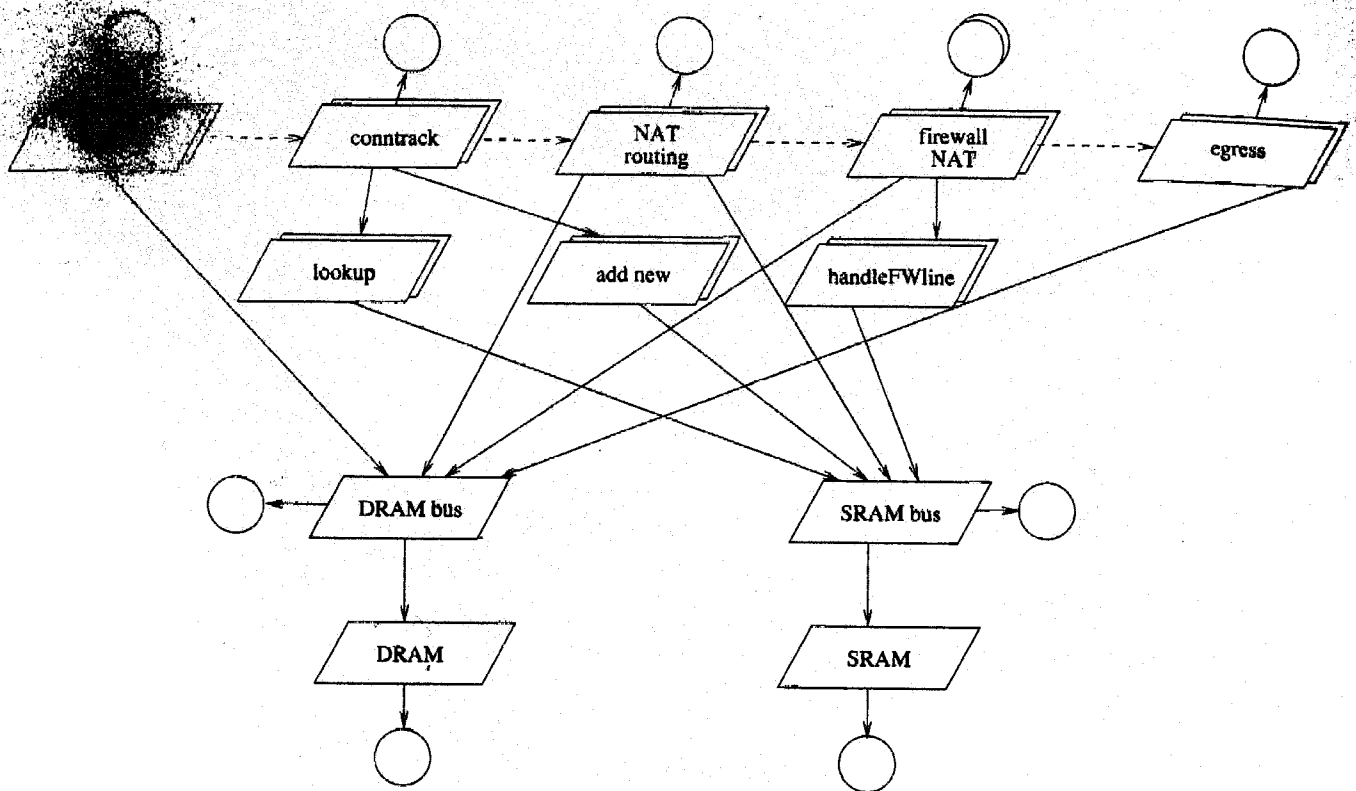 conntrack
NAT
routing
firewall
NAT
egress
lookup
add new
handleFWline
DRAM bus
SRAM bus
DRAM
SRAM